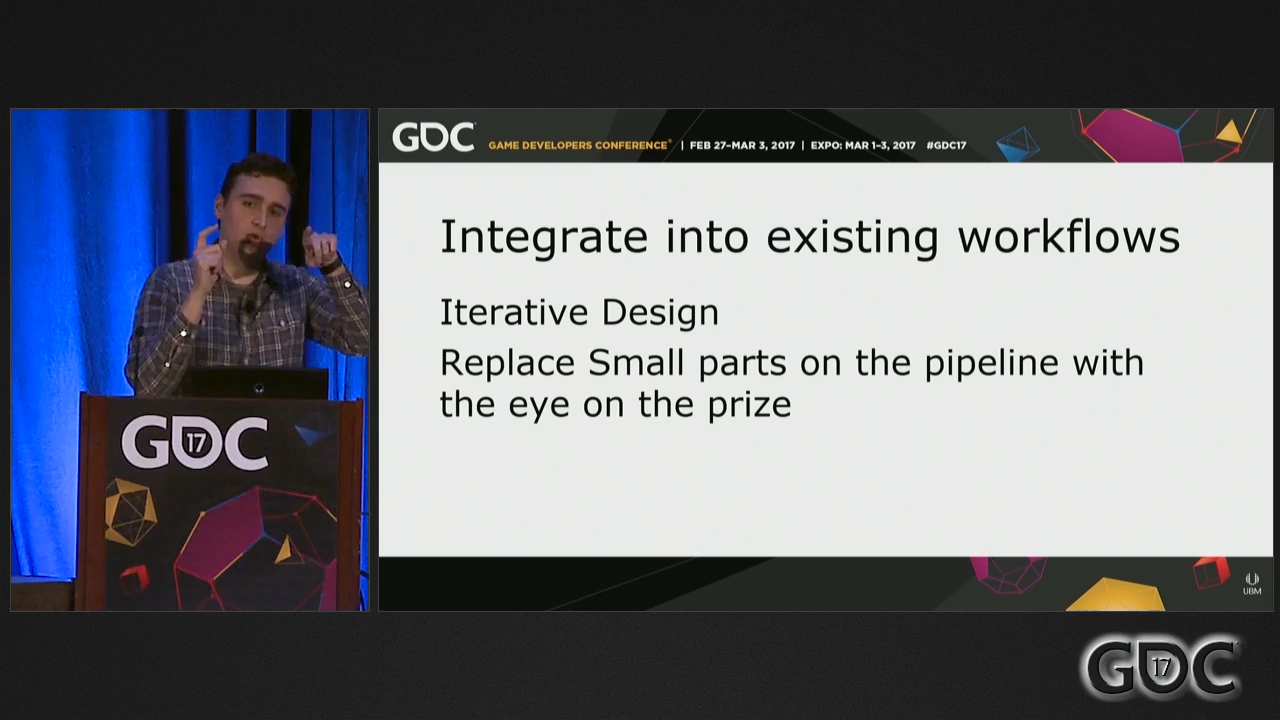 GDC
GAME DEVELOPERS CONFERENCE® | FEB 27–MAR 3, 2017 | EXPO: MAR 1–3, 2017 #GDC17
Integrate into existing workflows
Iterative Design
Replace Small parts on the pipeline with
the eye on the prize
GDC
17
UBM
GDC
17